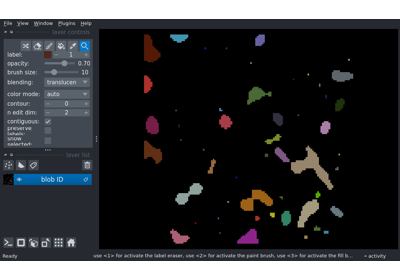 File View Window Plugins Help
layer controls
label: 1
opacity: 0.70
brush size: 10
blending: translucen
color mode: auto
contour: 0
n edit dim: 2
contiguous: ✓
preserve labels:
show selected:
layer list
blob ID
Ready use <1> for activate the label eraser, use <2> for activate the paint brush, use <3> for activate the fill b... activity